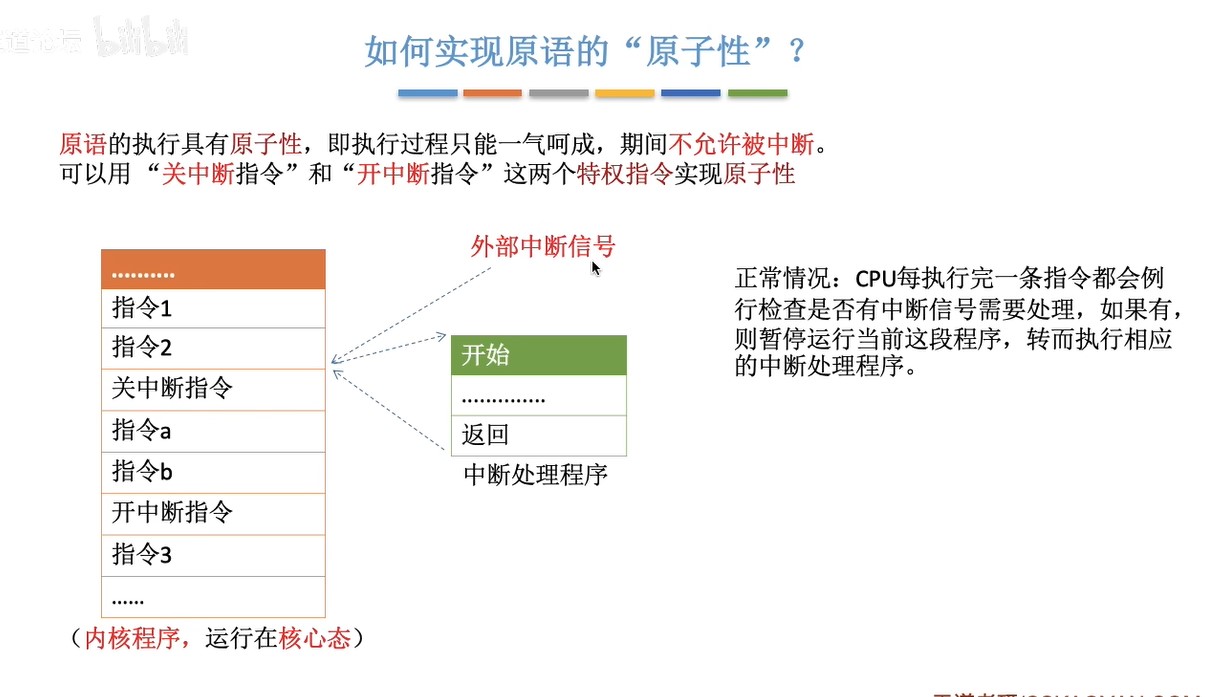 bilibili
如何实现原语的“原子性”？
原语的执行具有原子性，即执行过程只能一气呵成，期间不允许被中断。
可以用 “关中断指令”和“开中断指令”这两个特权指令实现原子性
..........
指令1
指令2
关中断指令
指令a
指令b
开中断指令
指令3
......
（内核程序，运行在核心态）
外部中断信号
开始
..............
返回
中断处理程序
正常情况：CPU每执行完一条指令都会例
行检查是否有中断信号需要处理，如果有，
则暂停运行当前这段程序，转而执行相应
的中断处理程序。